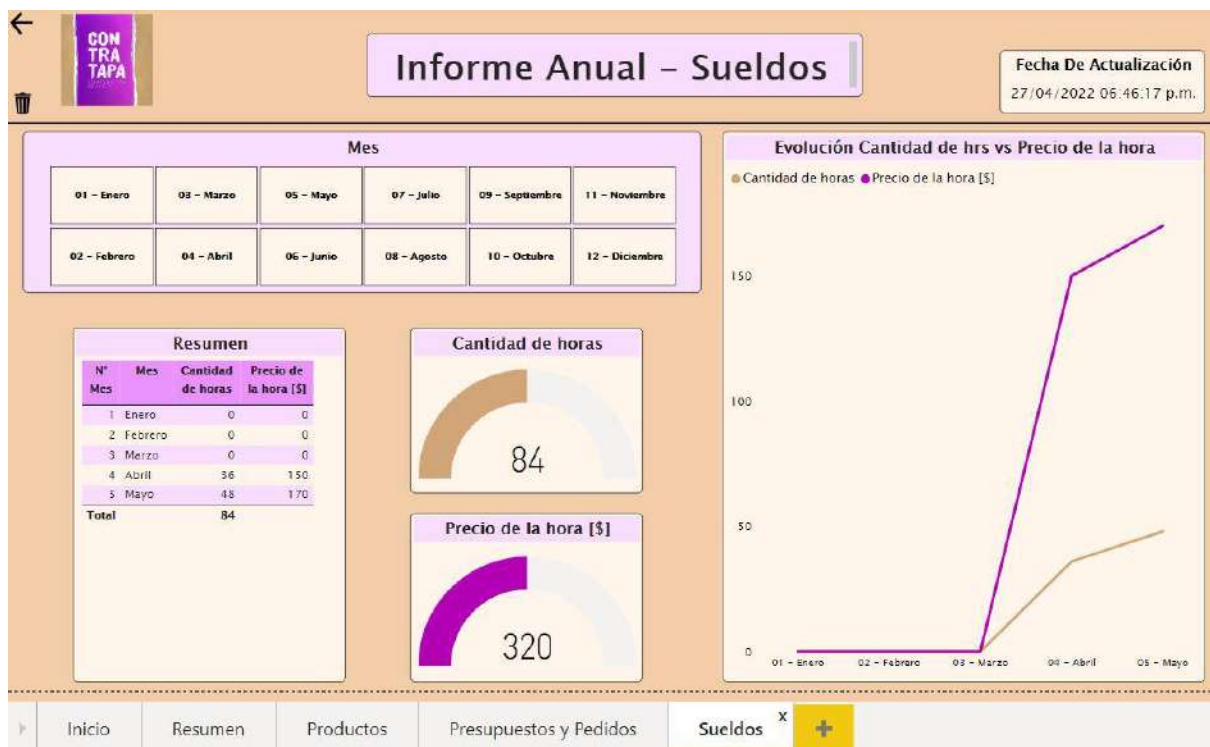 CON
TRA
TAPA
Informe Anual – Sueldos
Fecha De Actualización
27/04/2022 06:46:17 p.m.
Mes
01 – Enero 03 – Marzo 05 – Mayo 07 – Julio 09 – Septiembre 11 – Noviembre
02 – Febrero 04 – Abril 06 – Junio 08 – Agosto 10 – Octubre 12 – Diciembre
Resumen
N° Mes Cantidad Precio de
Mes de horas la hora [$]
1 Enero 0 0
2 Febrero 0 0
3 Marzo 0 0
4 Abril 36 150
5 Mayo 48 170
Total 84
Cantidad de horas
84
Precio de la hora [$]
320
Evolución Cantidad de hrs vs Precio de la hora
Cantidad de horas Precio de la hora [$]
150
100
50
0
01 – Enero 02 – Febrero 03 – Marzo 04 – Abril 05 – Mayo
Inicio Resumen Productos Presupuestos y Pedidos Sueldos x +